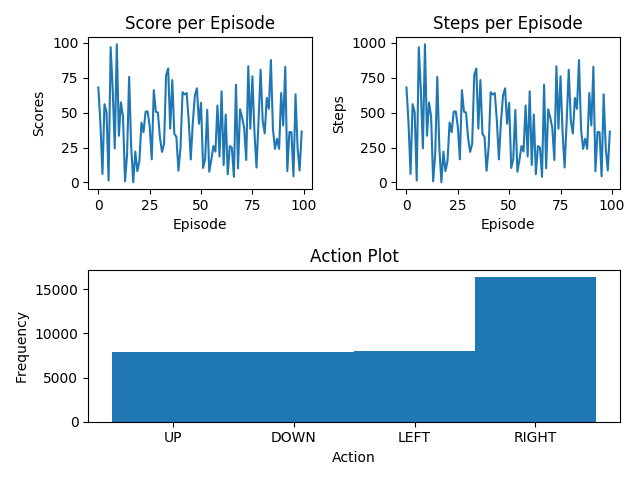 Score per Episode
Steps per Episode
100
75
50
25
0
Scores
0
25
50
75
100
Episode
1000
750
500
250
0
Steps
0
25
50
75
100
Episode
Action Plot
15000
10000
5000
0
Frequency
UP
DOWN
LEFT
RIGHT
Action